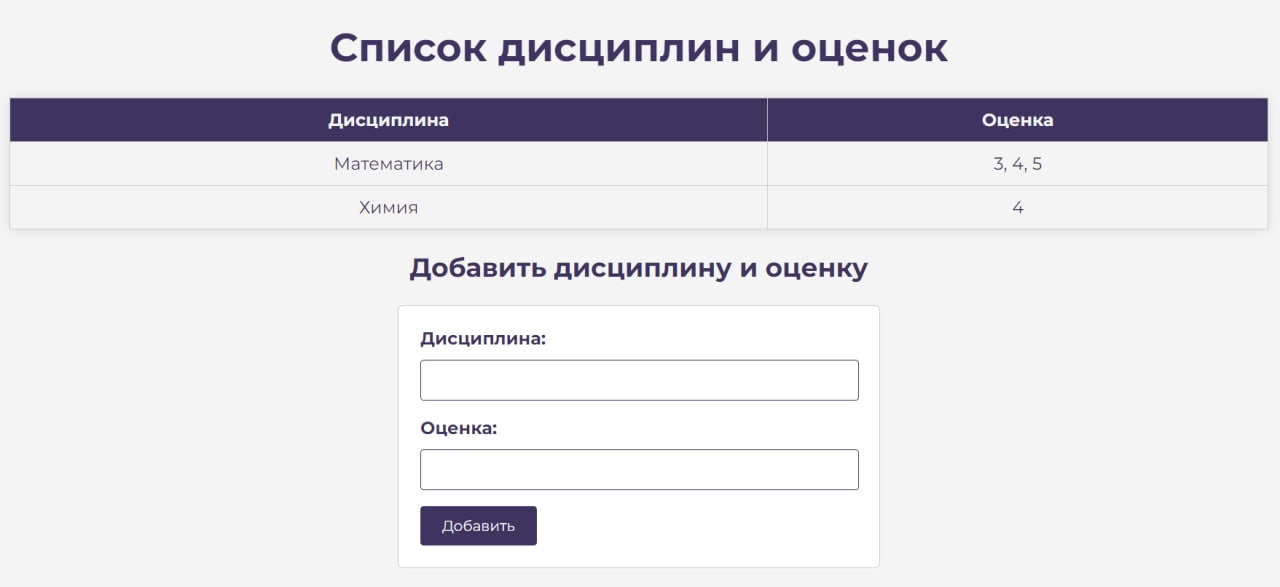 Список дисциплин и оценок
Дисциплина Оценка
Математика 3, 4, 5
Химия 4
Добавить дисциплину и оценку
Дисциплина:
Оценка:
Добавить